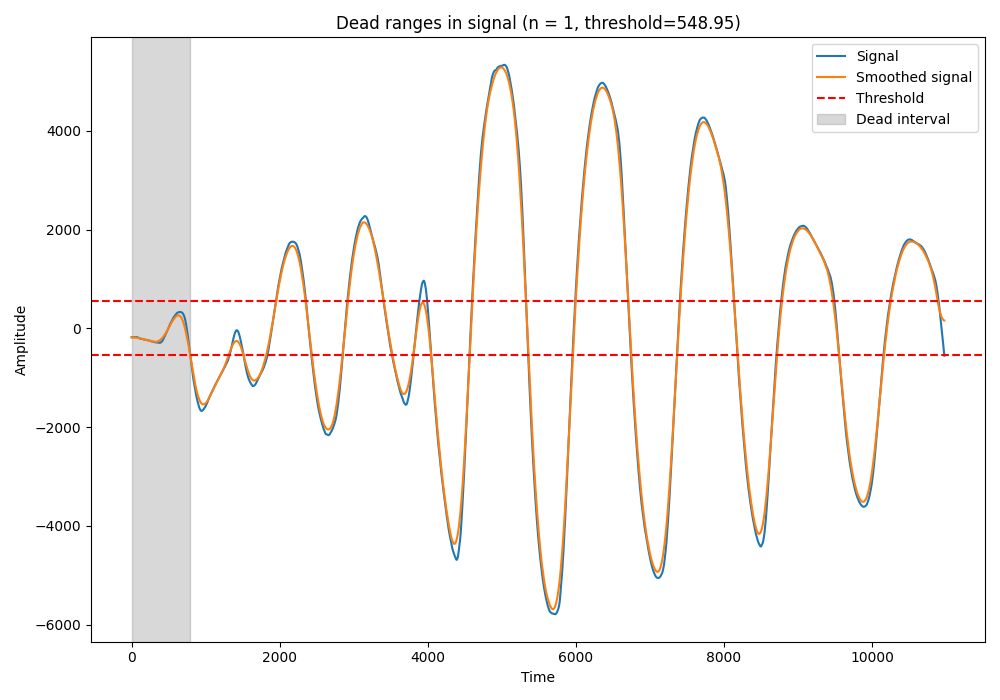 Dead ranges in signal (n = 1, threshold=548.95)
Signal
Smoothed signal
Threshold
Dead interval
Amplitude
4000
2000
0
−2000
−4000
−6000
0
2000
4000
6000
8000
10000
Time